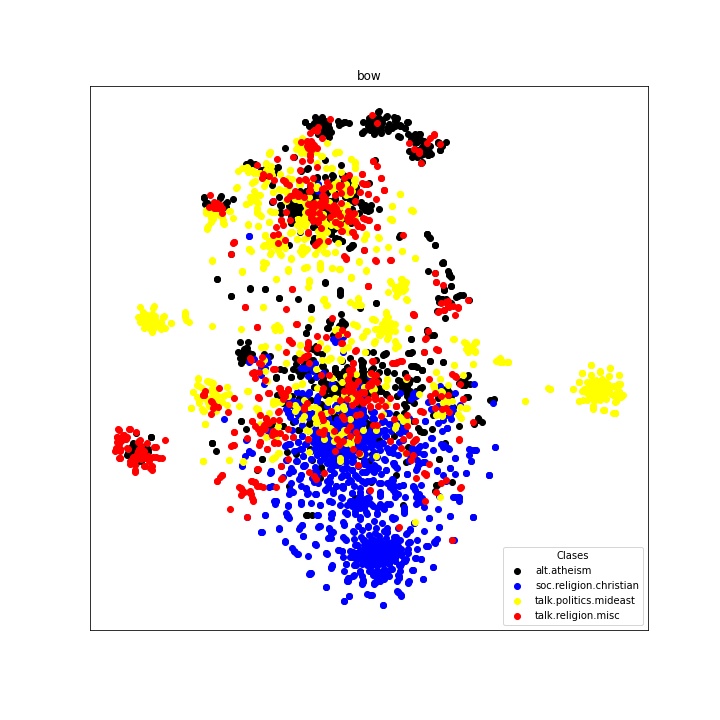 bow
Clases
alt.atheism
soc.religion.christian
talk.politics.mideast
talk.religion.misc